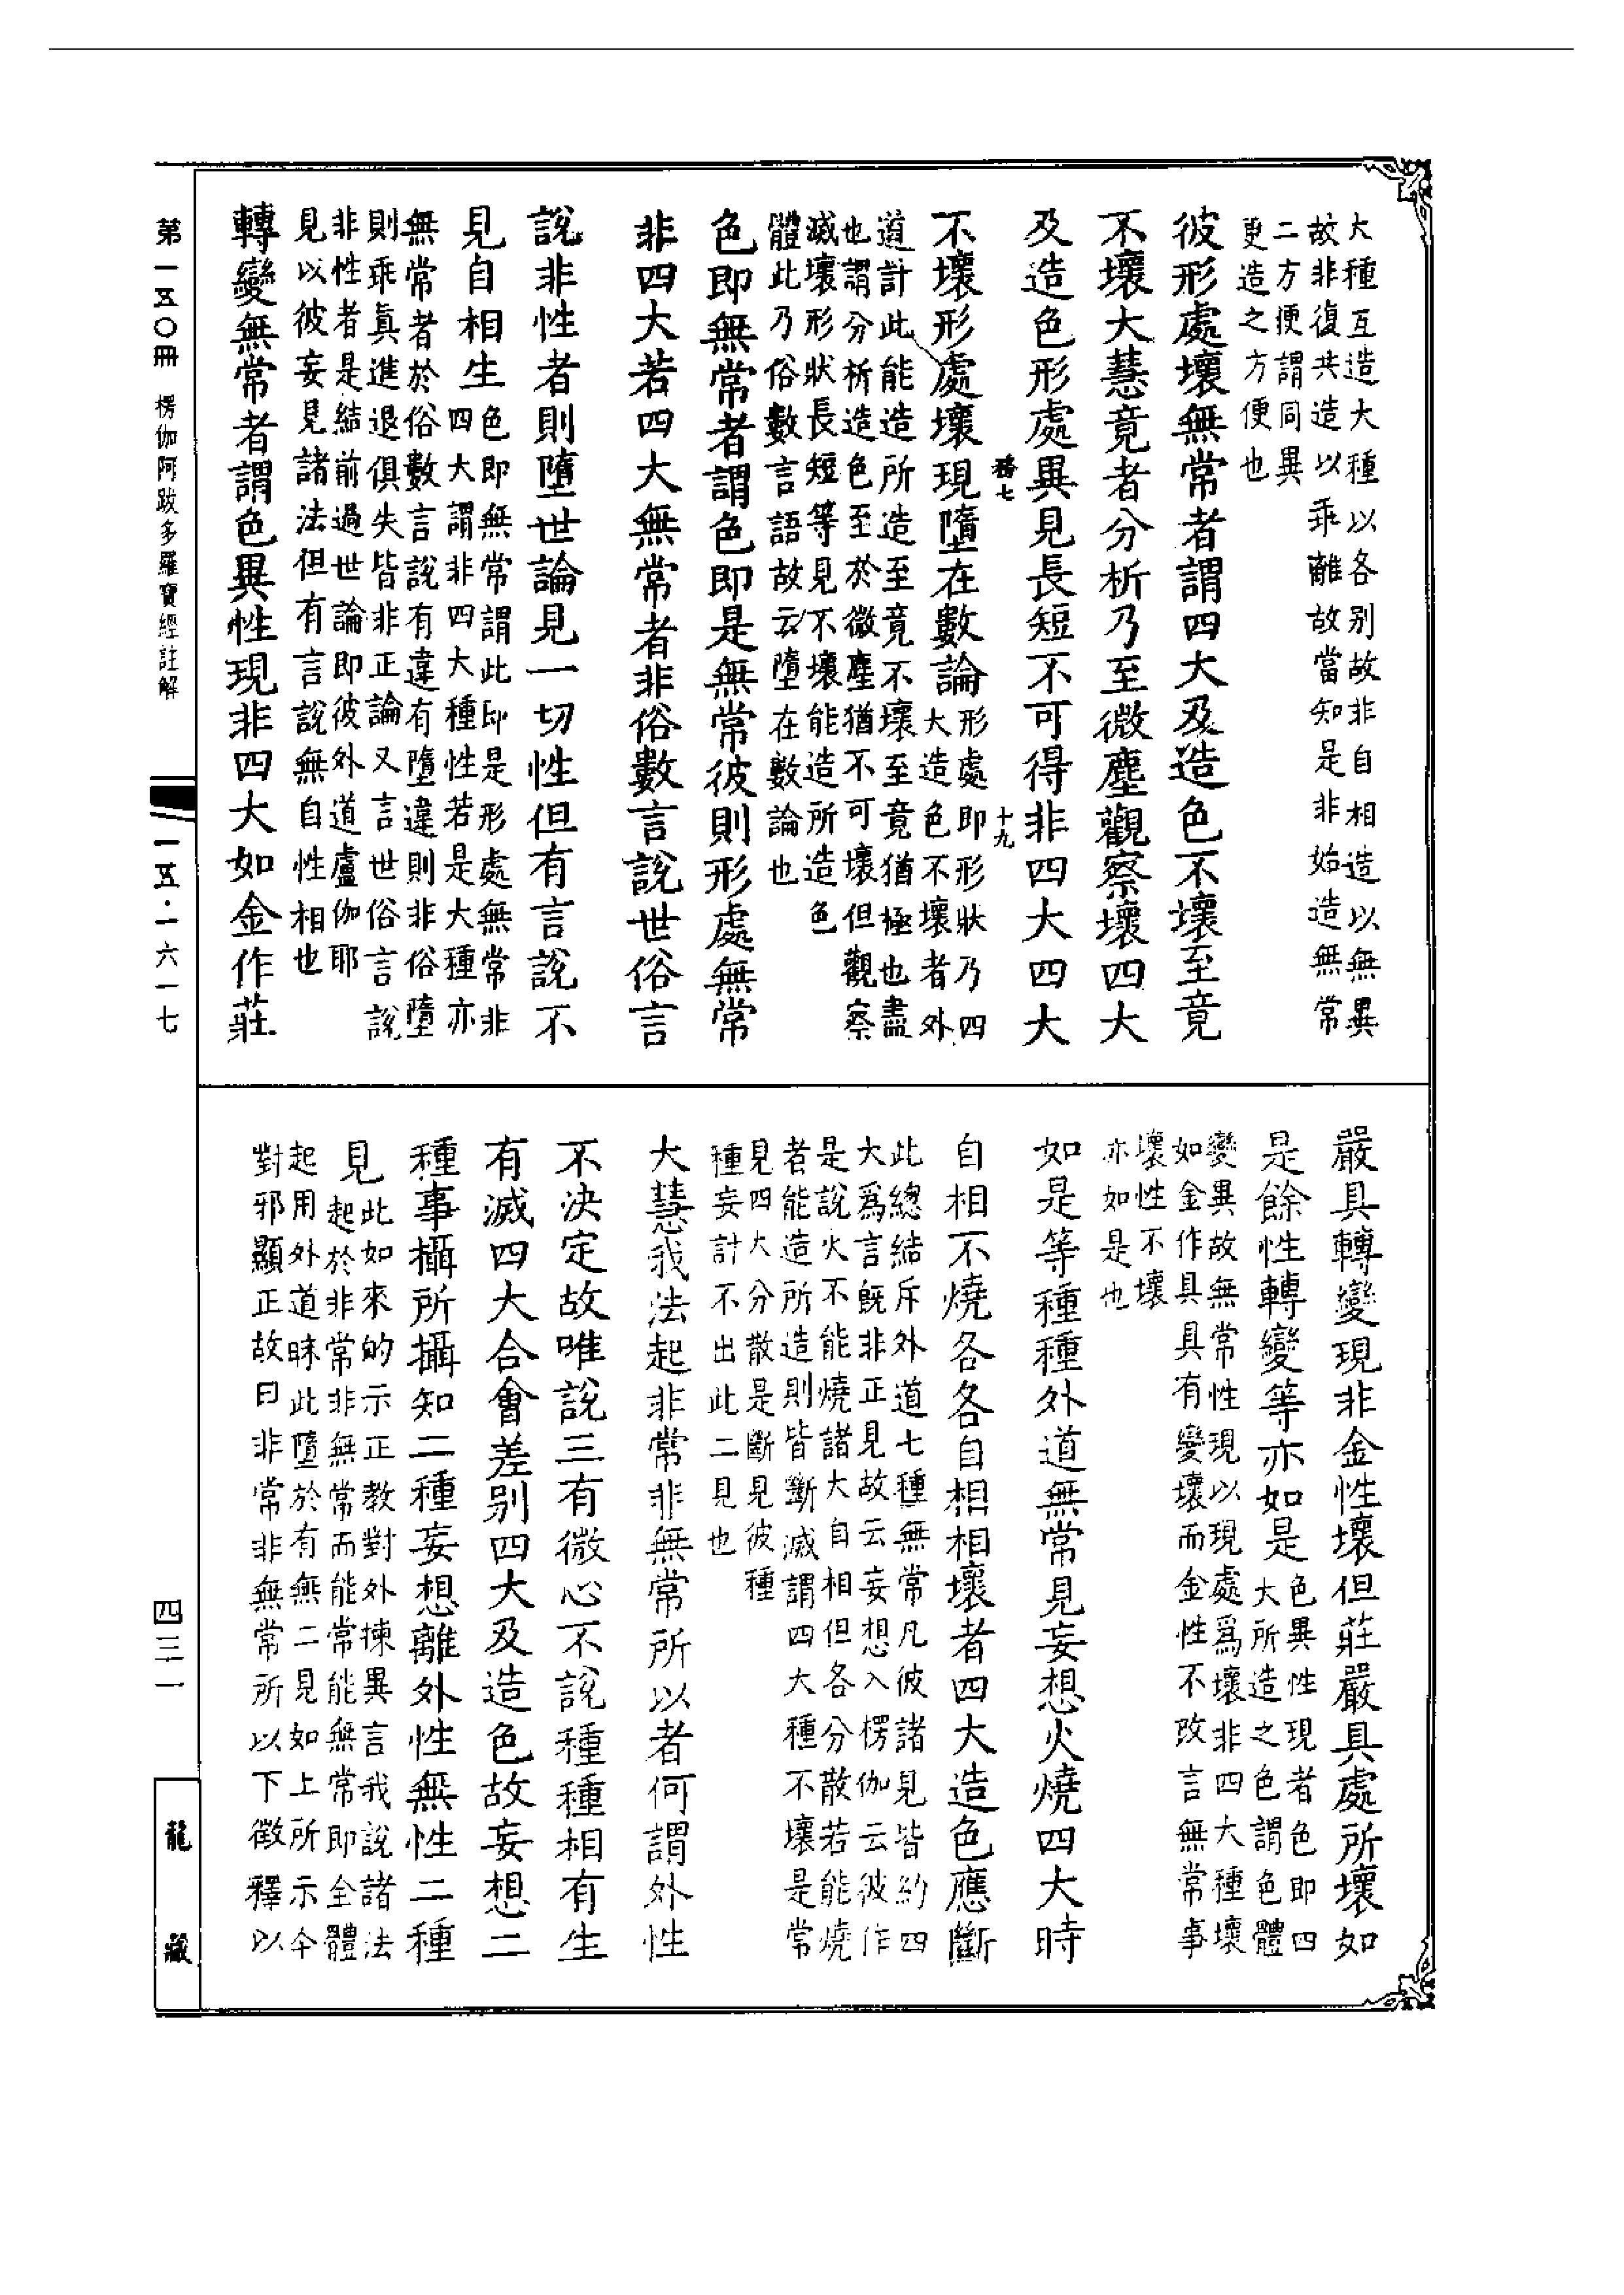 大種互造大種以各别故非自相造以無異
故非復共造以乖離故當知是非始造無常
二方便謂同異
更造之方便也
彼形處壞無常者謂四大及造色不壞至竟
不壞大慧竟者分析乃至微塵觀察壞四大
及造色形處異見長短不可得非四大四大
務七 十九
不壞形處壞現墮在數論形處即形狀乃四
大造色不壞者外
道計此能造所造至竟不壞至竟猶極也盡
也謂分析造色至於微塵猶不可壞但觀察
滅壞形狀長短等見不壞能造所造色
體此乃俗數言語故云墮在數論也
色即無常者謂色即是無常彼則形處無常
非四大若四大無常者非俗數言說世俗言
說非性者則墮世論見一切性但有言說不
見自相生色即無常謂此即是形處無常非
四大謂非四大種性若是大種亦
無常者於俗數言說有違有墮違則非俗墮
則乖真進退俱失皆非正論又言世俗言說
非性者是結前過世論即彼外道盧伽耶
見以彼妄見諸法但有言說無自性相也
轉變無常者謂色異性現非四大如金作莊
嚴具轉變現非金性壞但莊嚴具處所壞如
是餘性轉變等亦如是色異性現者色即四
大所造之色謂色體
變異故無常性現以現處爲壞非四大種壞
如金作具具有變壞而金性不改言無常事
壞性不壞
亦如是也
如是等種種外道無常見妄想火燒四大時
自相不燒各各自相相壞者四大造色應斷
此總結斥外道七種無常凡彼諸見皆約四
大爲言旣非正見故云妄想入楞伽云彼作
是說火不能燒諸大自相但各分散若能燒
者能造所造則皆斷滅謂四大種不壞是常
見四大分散是斷見彼種
種妄計不出此二見也
大慧我法起非常非無常所以者何謂外性
不決定故唯說三有微心不說種種相有生
有滅四大合會差别四大及造色故妄想二
種事攝所攝知二種妄想離外性無性二種
見此如來的示正教對外揀異言我說諸法
起於非常非無常而能常能無常即全體
起用外道昧此墮於有無二見如上所示今
對邪顯正故曰非常非無常所以下徵釋以
第一五〇冊 楞伽阿跋多羅寶經註解
一五·一六一七
四三一
龍藏